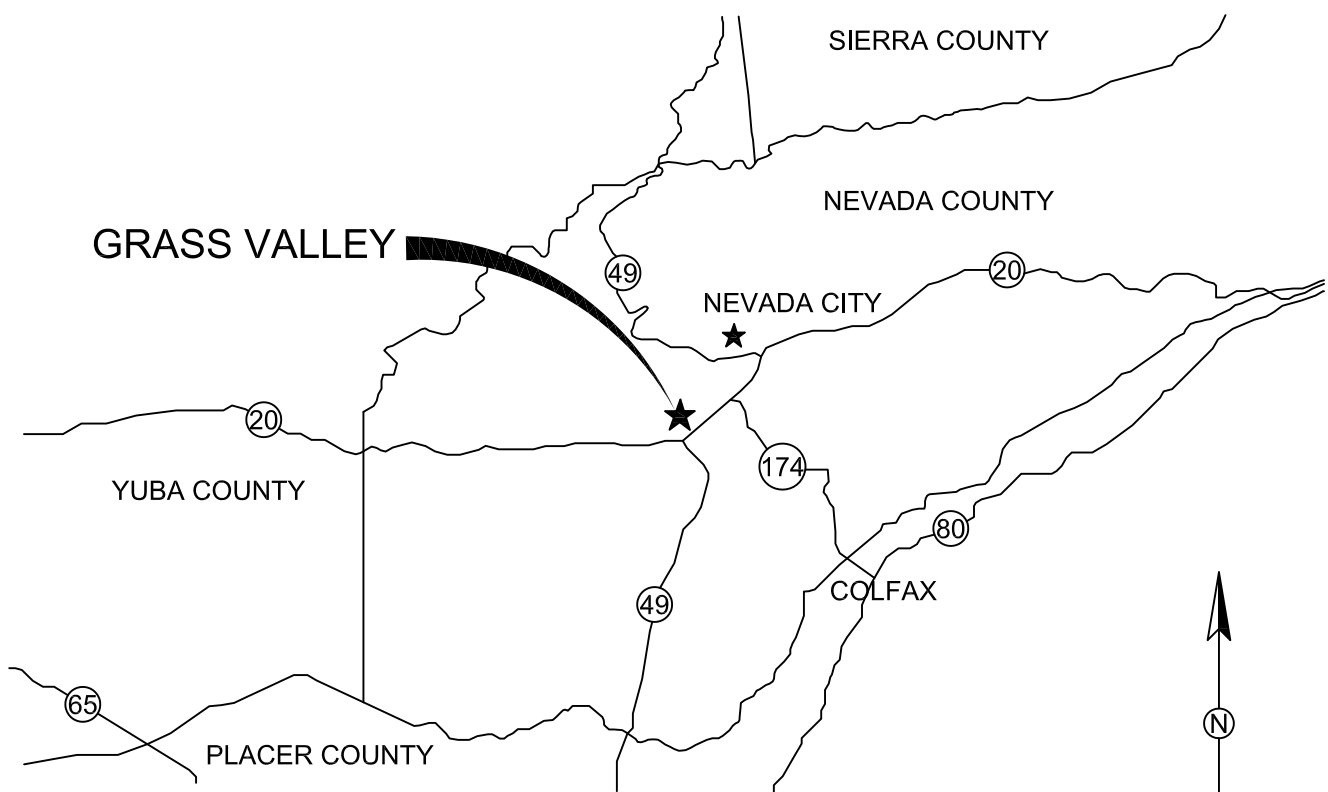 SIERRA COUNTY
NEVADA COUNTY
GRASS VALLEY
49
20
NEVADA CITY
20
174
YUBA COUNTY
80
COLFAX
49
65
N
PLACER COUNTY